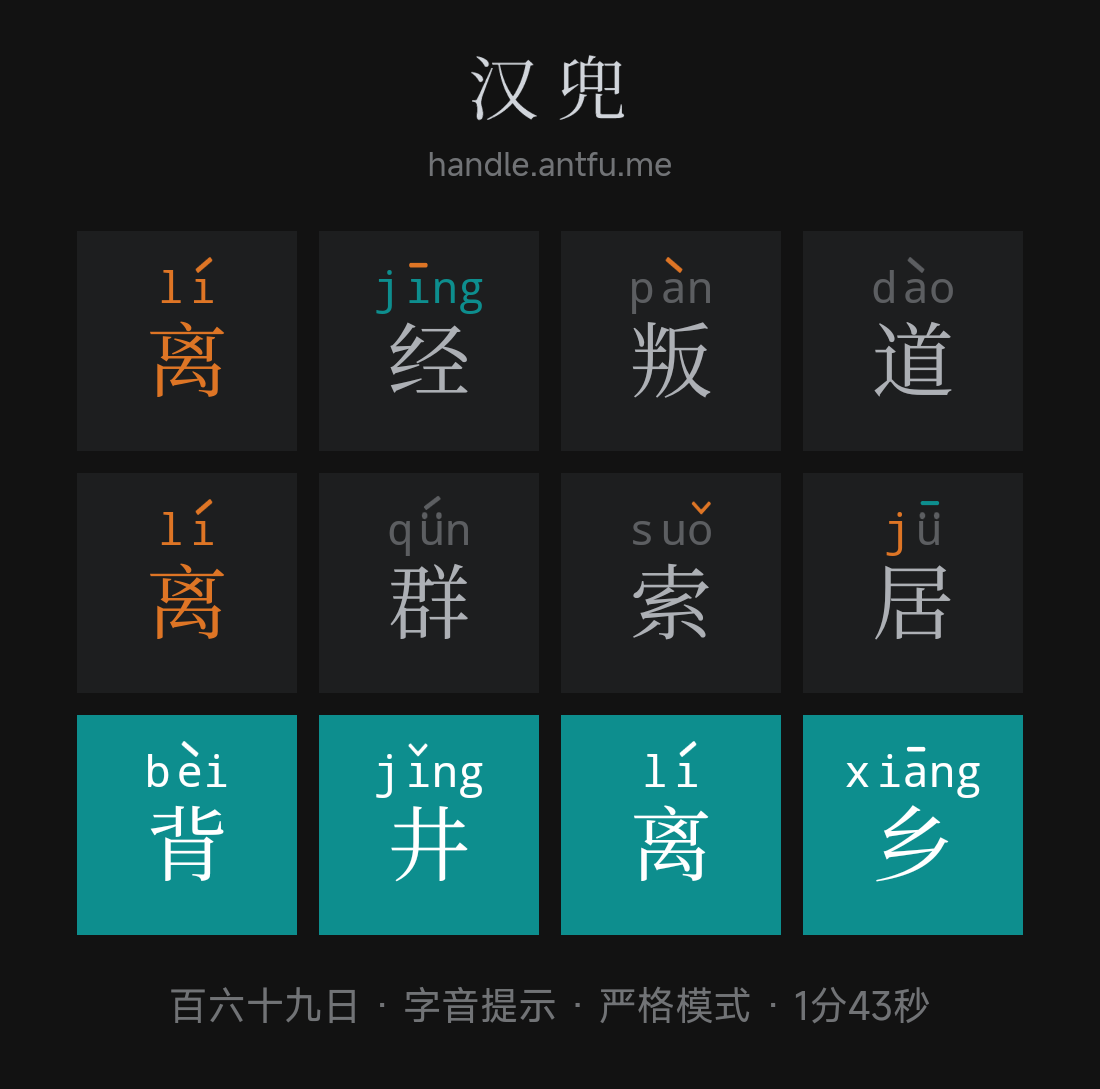 汉兜
handle.antfu.me
lí jīng pàn dào
离 经 叛 道
lí qǘn suǒ jǖ
离 群 索 居
bèi jǐng lí xiāng
背 井 离 乡
百六十九日 · 字音提示 · 严格模式 · 1分43秒